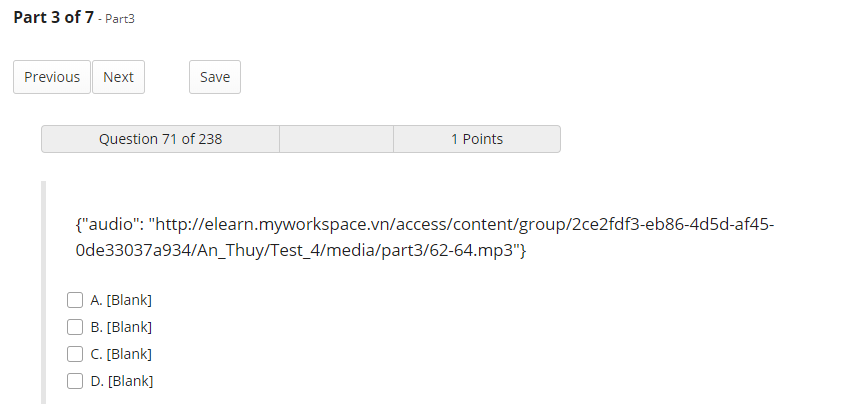 Part 3 of 7 - Part3
Previous Next Save
Question 71 of 238 1 Points
{"audio": "http://elearn.myworkspace.vn/access/content/group/2ce2fdf3-eb86-4d5d-af45-
0de33037a934/An_Thuy/Test_4/media/part3/62-64.mp3"}
A. [Blank]
B. [Blank]
C. [Blank]
D. [Blank]